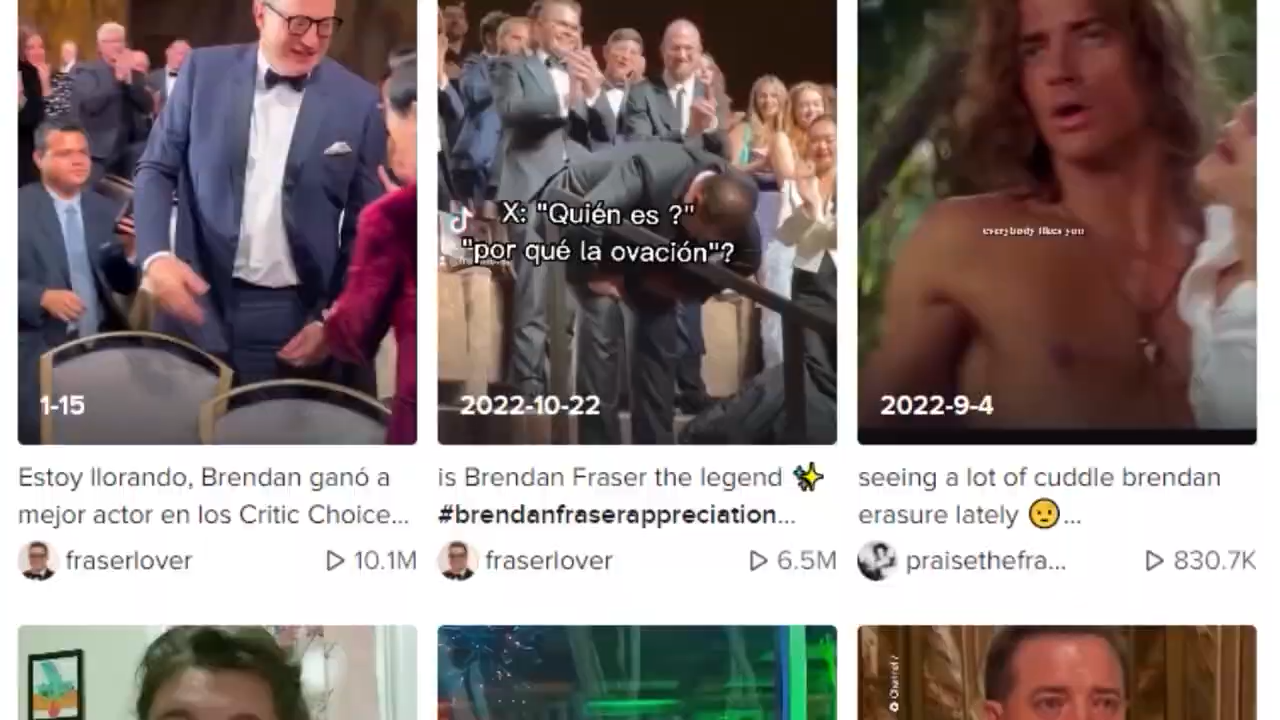 X: "Quién es ?"
"por qué la ovación"?
everybody likes you
1-15
2022-10-22
2022-9-4
Estoy llorando, Brendan ganó a
mejor actor en los Critic Choice...
fraserlover
10.1M
is Brendan Fraser the legend ✨
#brendanfraserappreciation...
fraserlover
6.5M
seeing a lot of cuddle brendan
erasure lately 🫤...
praisethefra...
830.7K
Channel 7